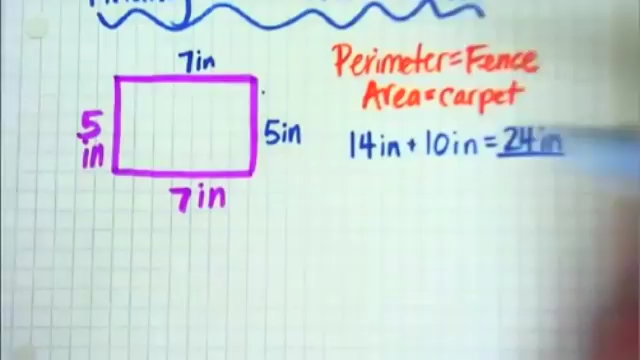 7in
Perimeter=Fence
Area=carpet
5
in
5in
14in + 10in = 24in
7in